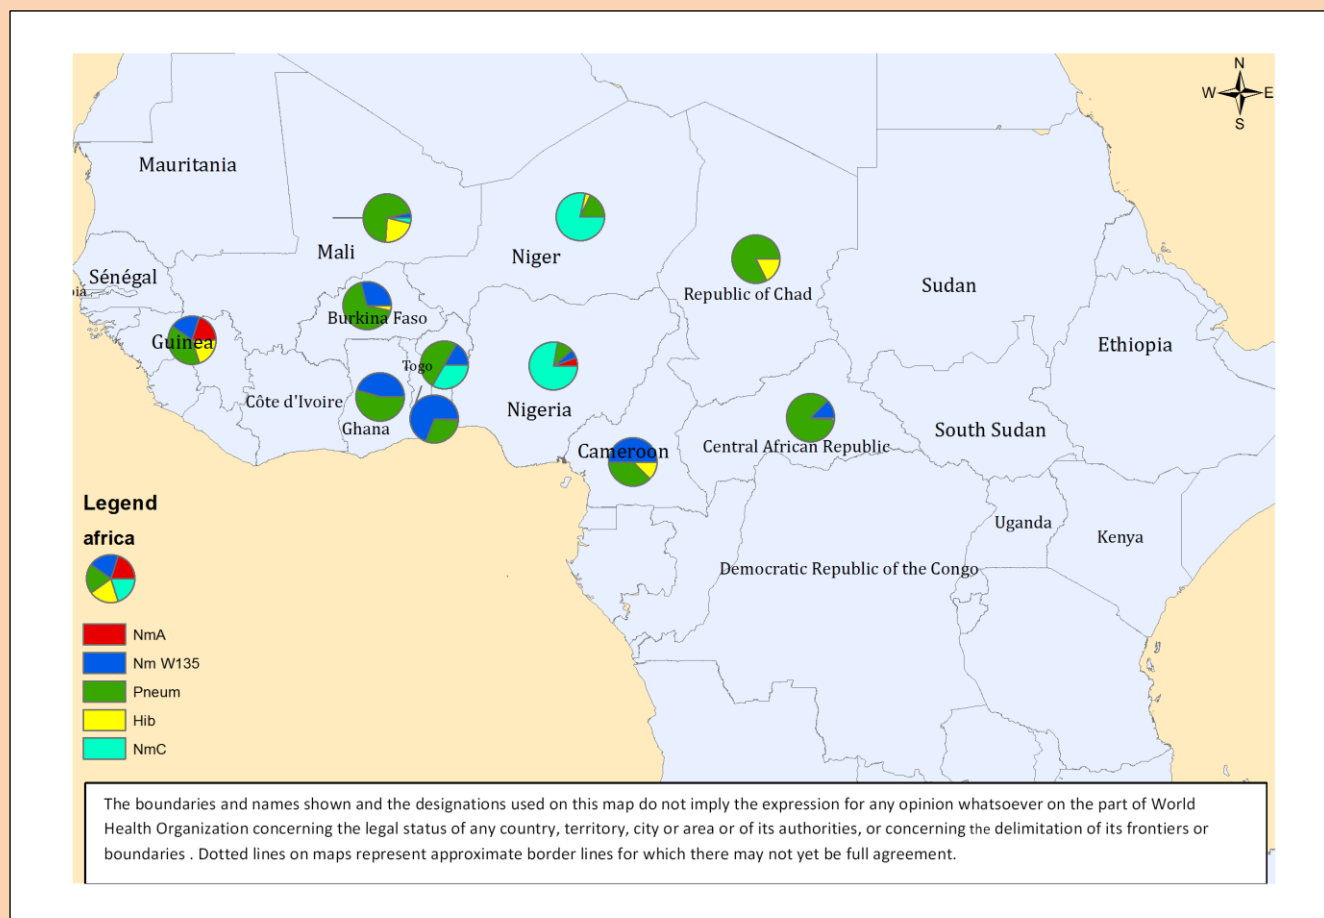 N
W E
S
Mauritania
Mali
Niger
Sénégal
Republic of Chad
Sudan
Burkina Faso
Guinea
Ethiopia
Togo
Côte d'Ivoire
Nigeria
Ghana
South Sudan
Cameroon
Central African Republic
Legend
Uganda
africa
Kenya
Democratic Republic of the Congo
NmA
Nm W135
Pneum
Hib
NmC
The boundaries and names shown and the designations used on this map do not imply the expression for any opinion whatsoever on the part of World
Health Organization concerning the legal status of any country, territory, city or area or of its authorities, or concerning the delimitation of its frontiers or
boundaries . Dotted lines on maps represent approximate border lines for which there may not yet be full agreement.